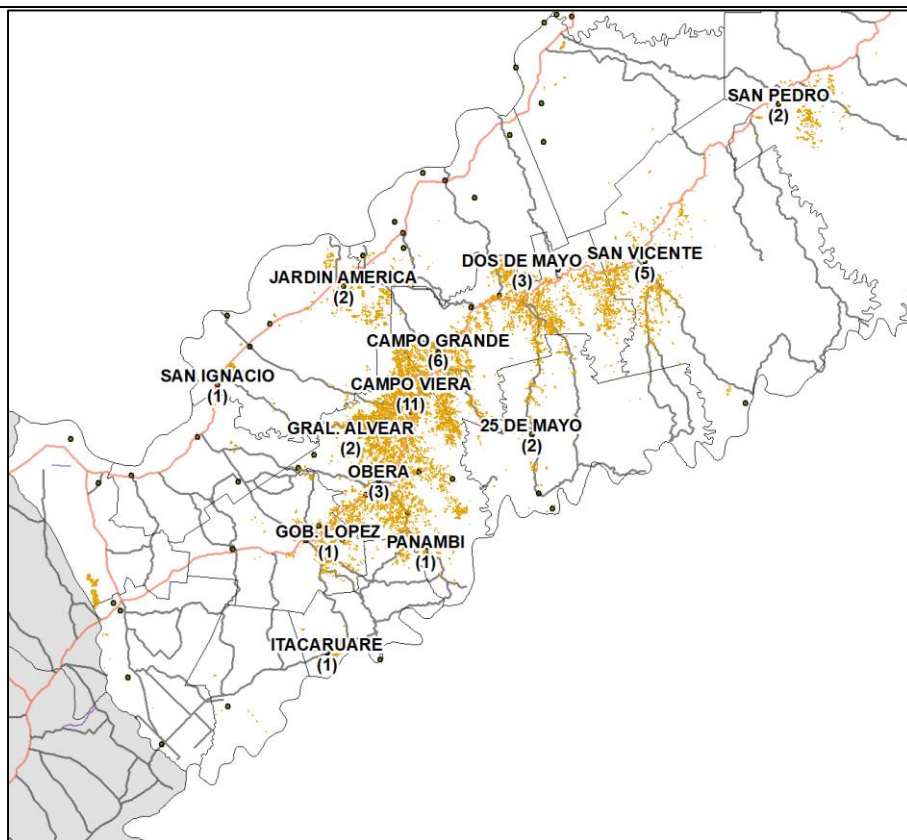 SAN PEDRO
(2)
DOS DE MAYO
(3)
SAN VICENTE
(5)
JARDIN AMERICA
(2)
CAMPO GRANDE
(6)
SAN IGNACIO
(1)
CAMPO VIERA
(11)
GRAL. ALVEAR
(2)
25 DE MAYO
(2)
OBERA
(3)
GOB. LOPEZ
(1)
PANAMBI
(1)
ITACARUARE
(1)